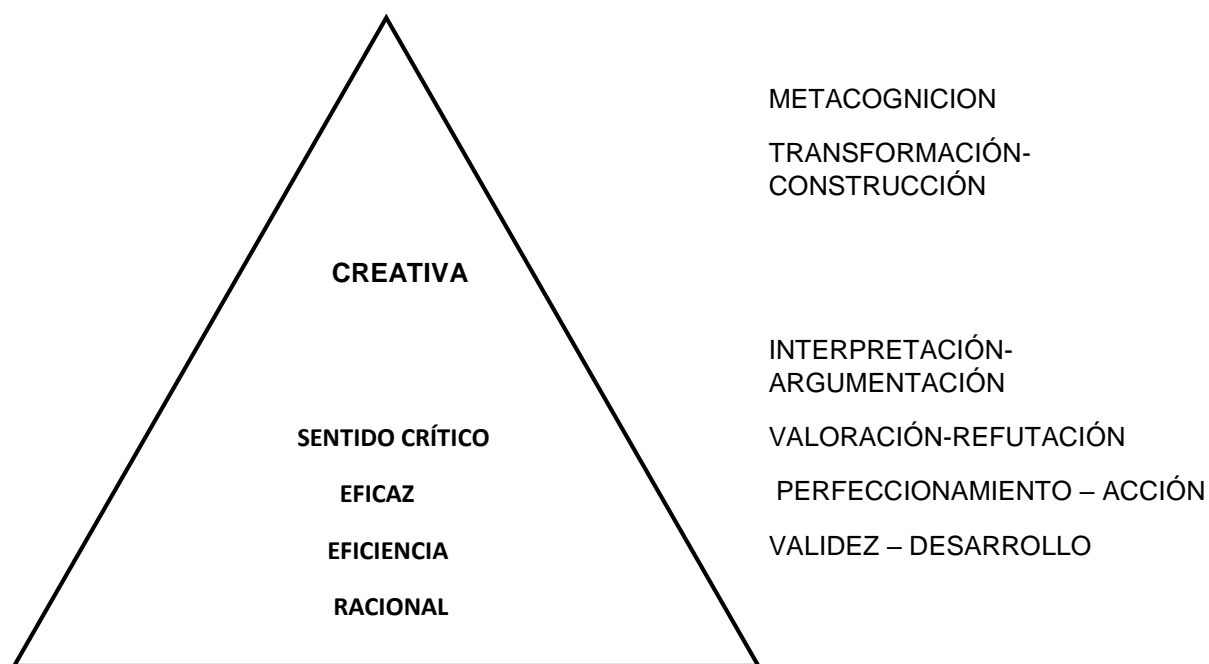 METACOGNICION
TRANSFORMACIÓN-
CONSTRUCCIÓN
CREATIVA
INTERPRETACIÓN-
ARGUMENTACIÓN
SENTIDO CRÍTICO
VALORACIÓN-REFUTACIÓN
EFICAZ
PERFECCIONAMIENTO – ACCIÓN
EFICIENCIA
VALIDEZ – DESARROLLO
RACIONAL